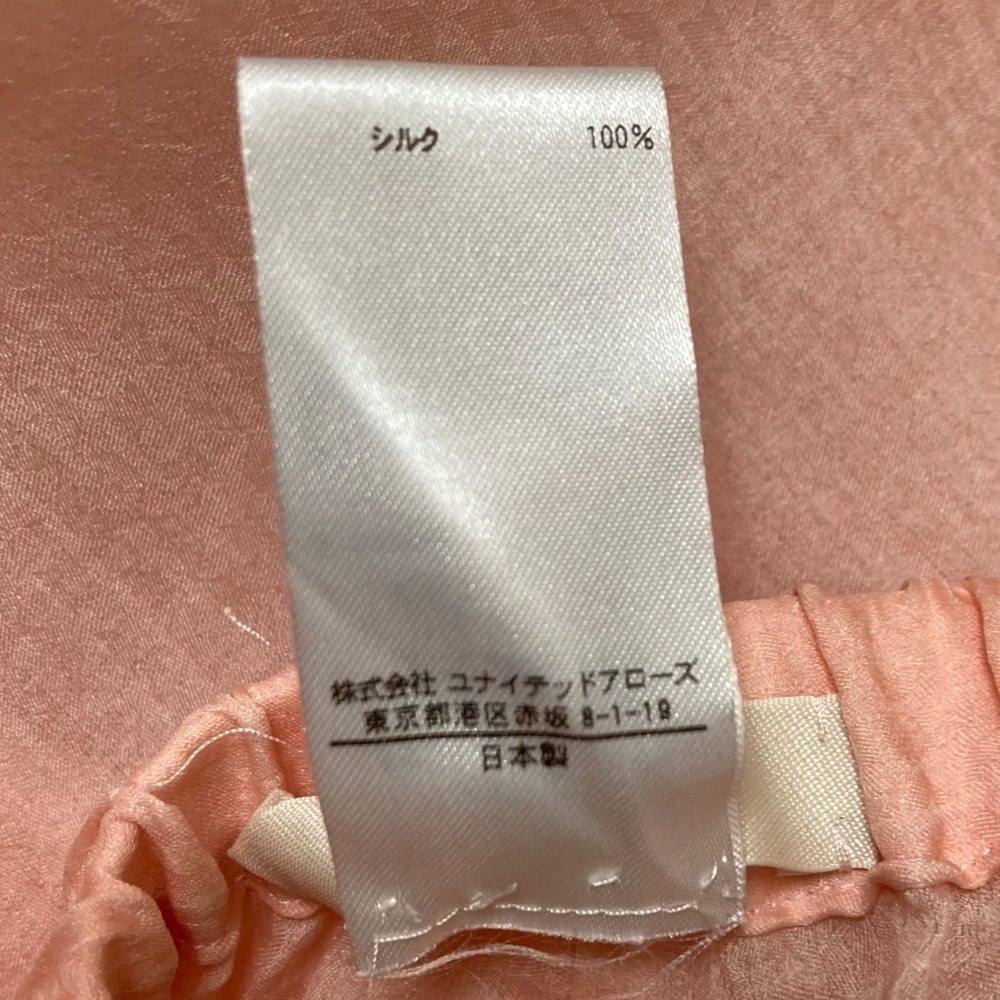 シルク 100%
株式会社 ユナイテッドアローズ
東京都港区赤坂 8-1-19
日本製